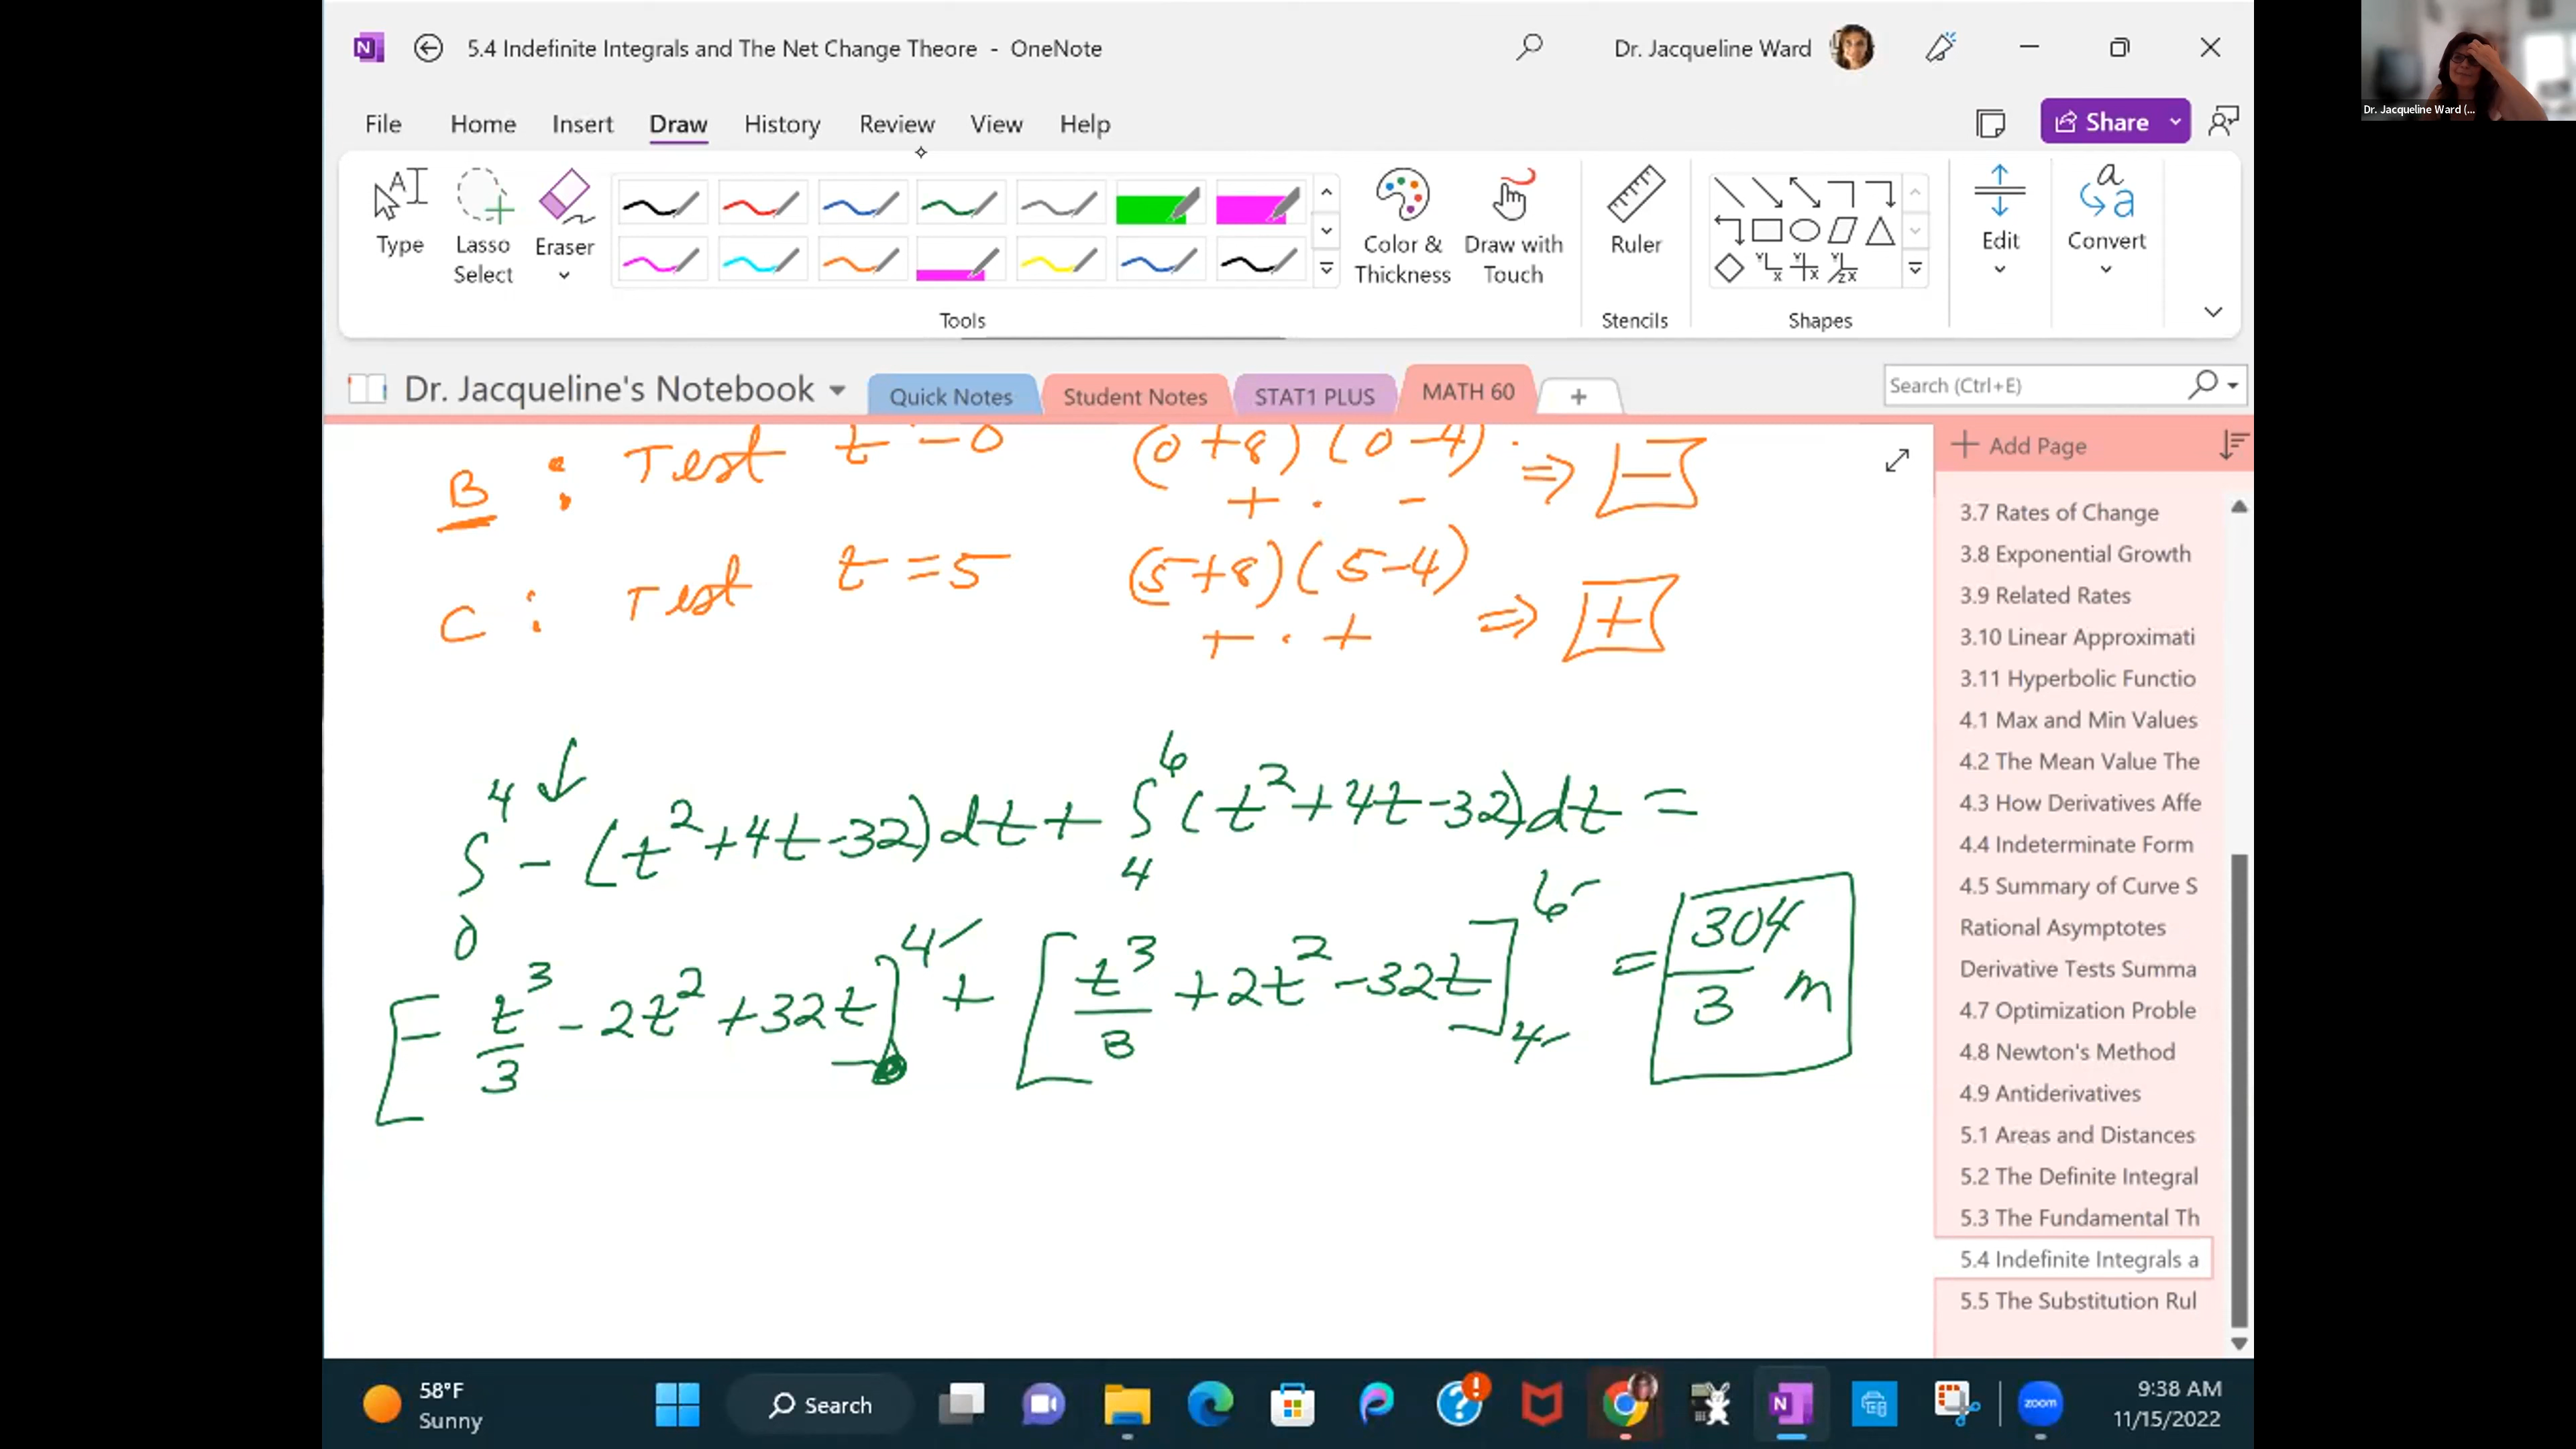 5.4 Indefinite Integrals and The Net Change Theore - OneNote
Dr. Jacqueline Ward
Dr. Jacqueline Ward (...
File Home Insert Draw History Review View Help
Share
Type
Lasso Select
Eraser
Color & Thickness
Draw with Touch
Ruler
Edit
Convert
Tools
Stencils
Shapes
Dr. Jacqueline's Notebook
Quick Notes
Student Notes
STAT1 PLUS
MATH 60
+
Search (Ctrl+E)
B : Test t = 0 (0+8)(0-4) ⇒ −
+ · -
C : Test t = 5 (5+8)(5-4) ⇒ +
+ · +
∫₀⁴ -(t²+4t-32)dt + ∫₄⁶ (t²+4t-32)dt =
[-t³/3 - 2t² + 32t]₀⁴ + [t³/3 + 2t² - 32t]₄⁶ = 304/3 m
Add Page
3.7 Rates of Change
3.8 Exponential Growth
3.9 Related Rates
3.10 Linear Approximati
3.11 Hyperbolic Functio
4.1 Max and Min Values
4.2 The Mean Value The
4.3 How Derivatives Affe
4.4 Indeterminate Form
4.5 Summary of Curve S
Rational Asymptotes
Derivative Tests Summa
4.7 Optimization Proble
4.8 Newton's Method
4.9 Antiderivatives
5.1 Areas and Distances
5.2 The Definite Integral
5.3 The Fundamental Th
5.4 Indefinite Integrals a
5.5 The Substitution Rul
58°F
Sunny
Search
zoom
9:38 AM
11/15/2022